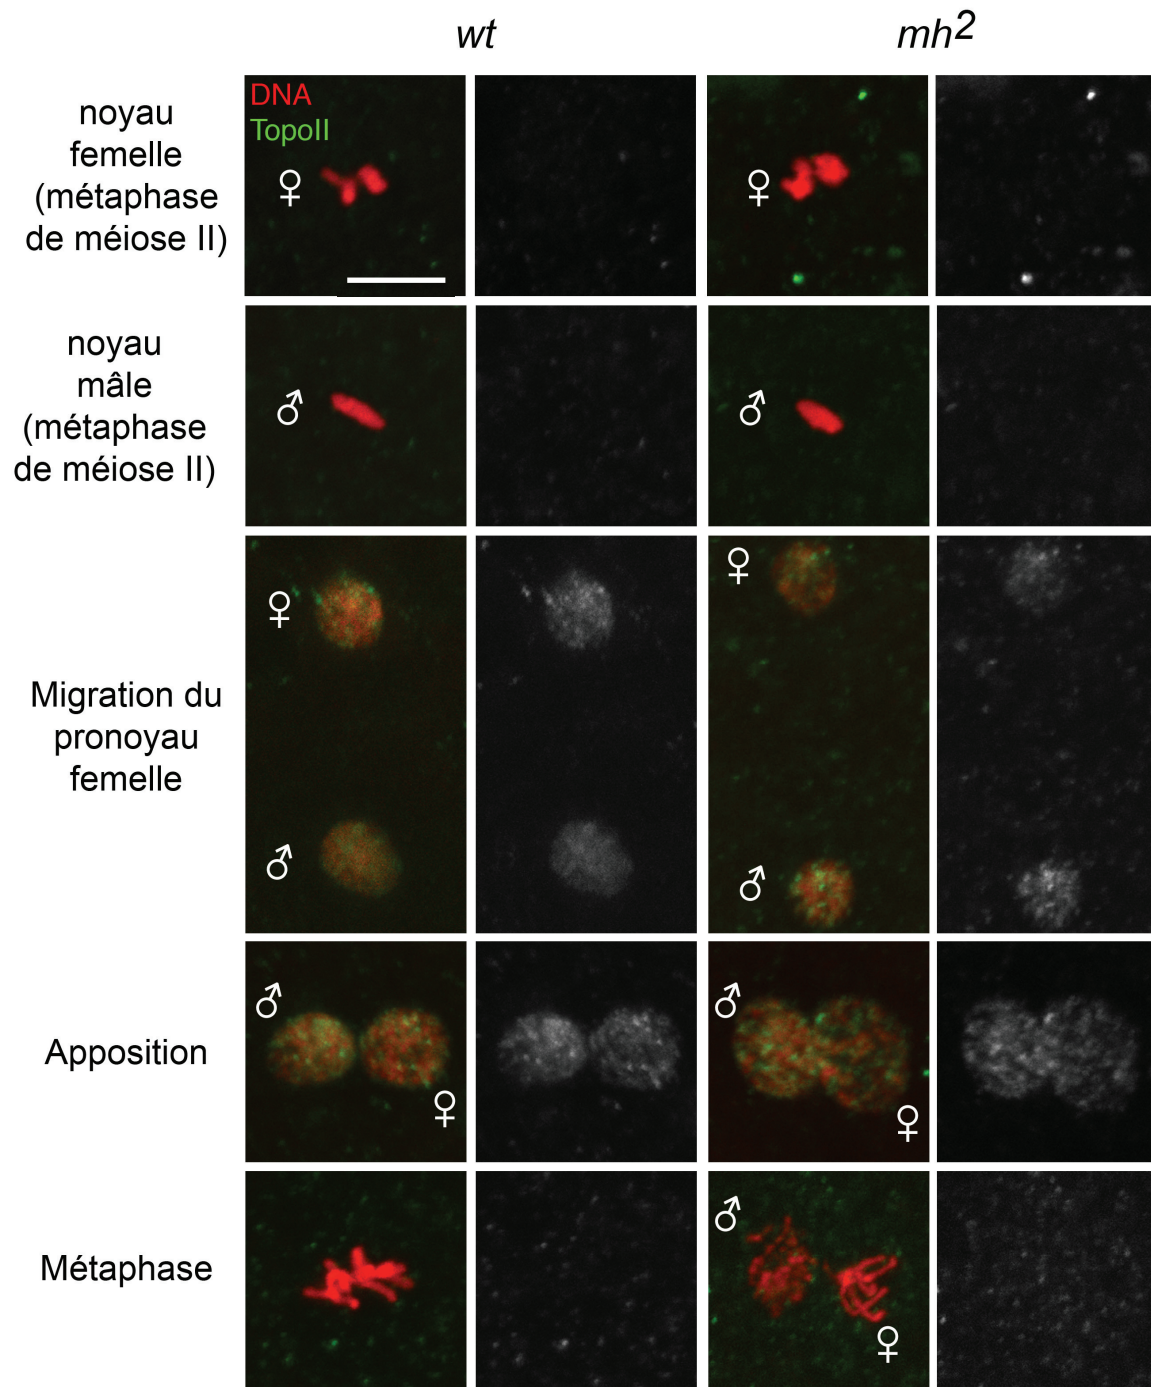 wt
mh2
noyau
femelle
(métaphase
de méiose II)
DNA
TopoII
♀
♀
noyau
mâle
(métaphase
de méiose II)
♂
♂
Migration du
pronoyau
femelle
♀
♀
♂
♂
Apposition
♂
♀
♂
♀
Métaphase
♂
♀